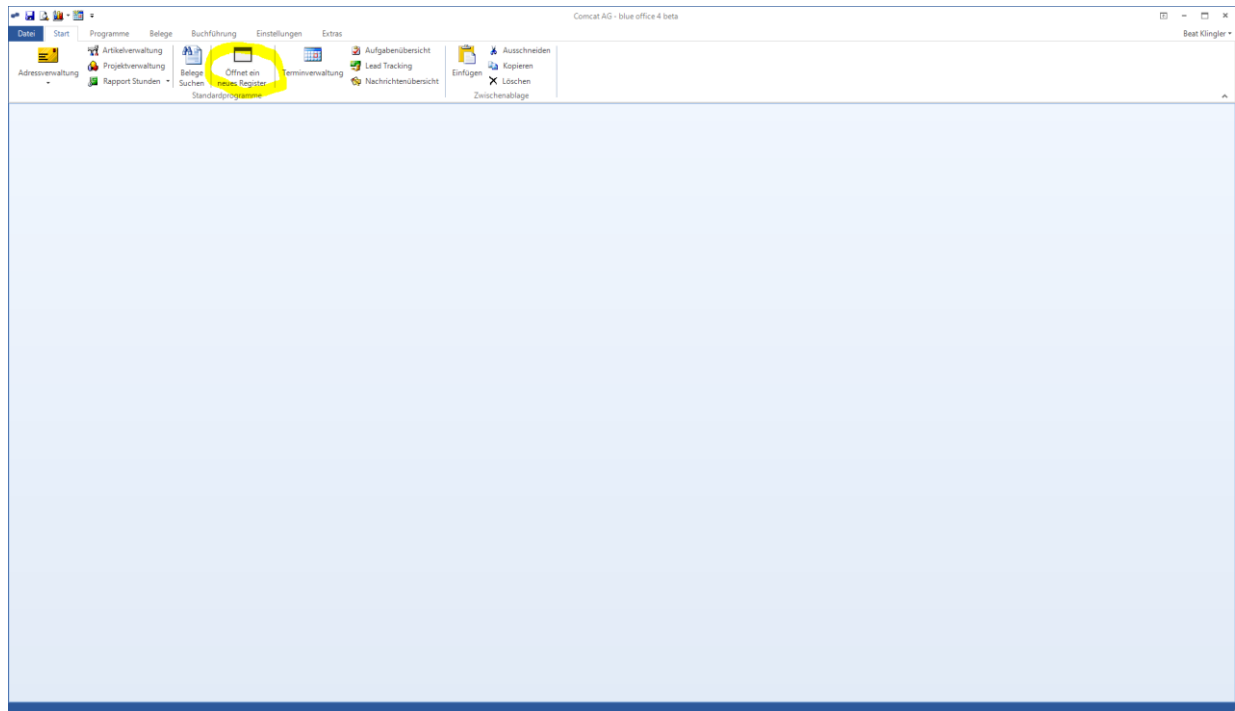 Comcat AG - blue office 4 beta
Datei Start Programme Belege Buchführung Einstellungen Extras Beat Klingler
Adressverwaltung
Artikelverwaltung
Projektverwaltung
Rapport Stunden
Belege
Suchen
Öffnet ein
neues Register
Terminverwaltung
Aufgabenübersicht
Lead Tracking
Nachrichtenübersicht
Standardprogramme
Einfügen
Ausschneiden
Kopieren
Löschen
Zwischenablage